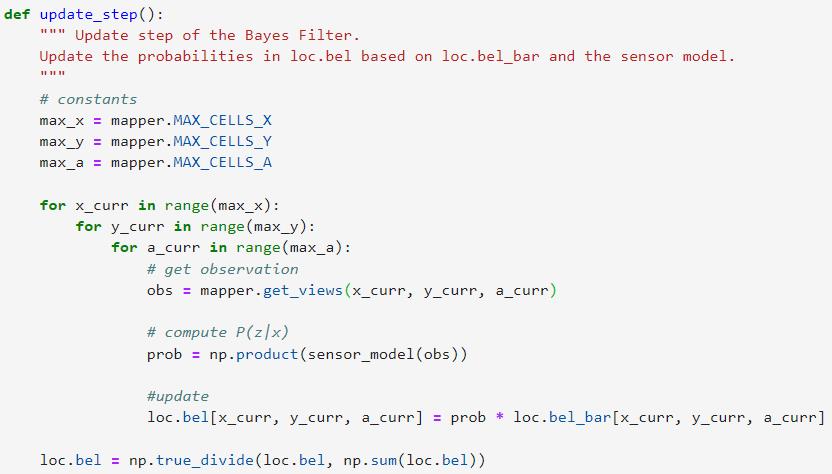 def update_step():
    """ Update step of the Bayes Filter.
    Update the probabilities in loc.bel based on loc.bel_bar and the sensor model.
    """
    # constants
    max_x = mapper.MAX_CELLS_X
    max_y = mapper.MAX_CELLS_Y
    max_a = mapper.MAX_CELLS_A

    for x_curr in range(max_x):
        for y_curr in range(max_y):
            for a_curr in range(max_a):
                # get observation
                obs = mapper.get_views(x_curr, y_curr, a_curr)

                # compute P(z|x)
                prob = np.product(sensor_model(obs))

                #update
                loc.bel[x_curr, y_curr, a_curr] = prob * loc.bel_bar[x_curr, y_curr, a_curr]

    loc.bel = np.true_divide(loc.bel, np.sum(loc.bel))